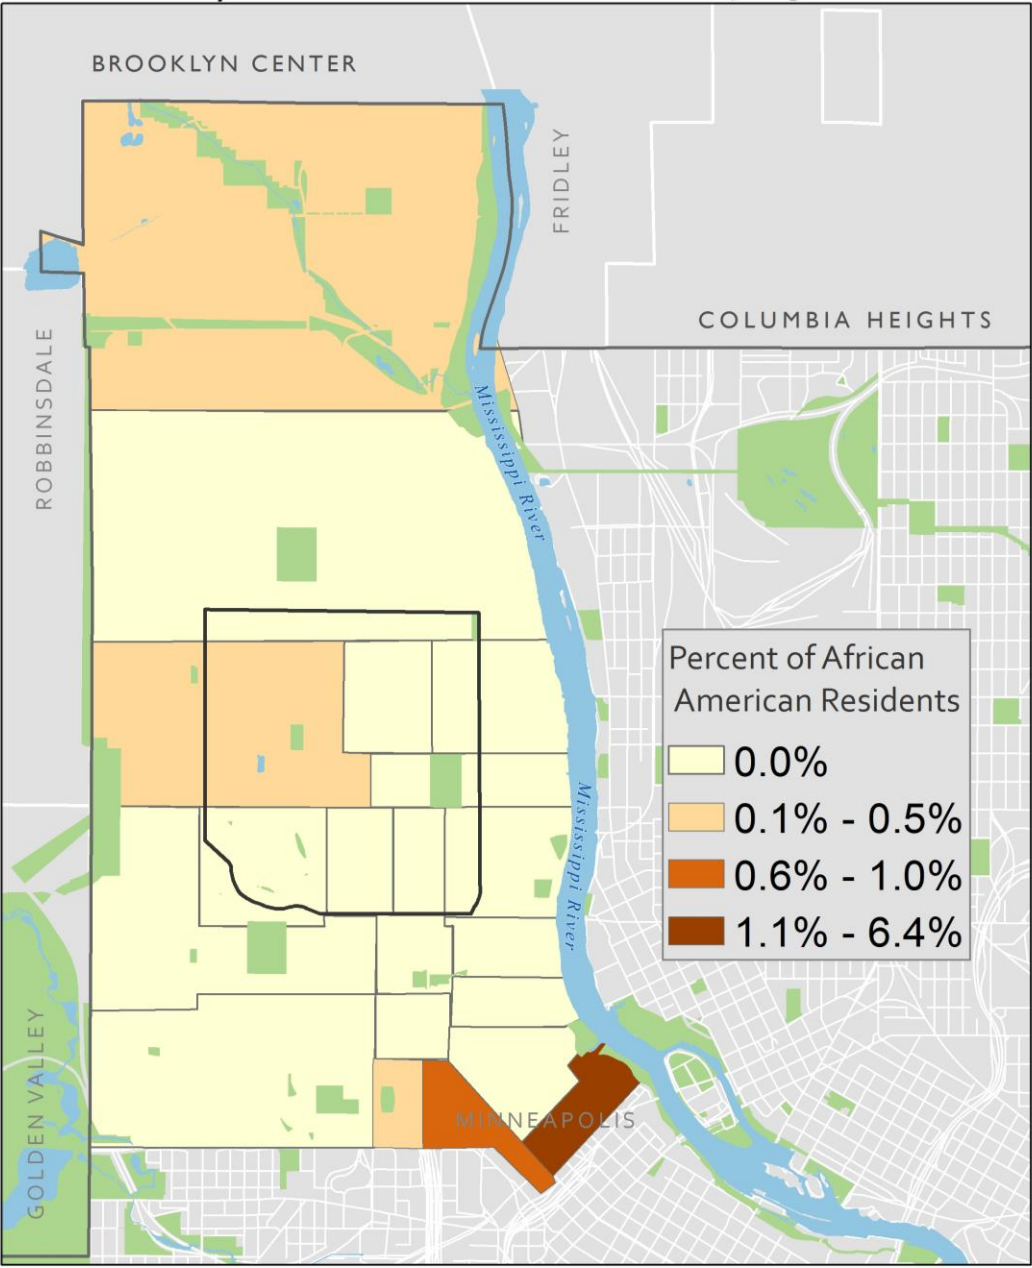 BROOKLYN CENTER
FRIDLEY
COLUMBIA HEIGHTS
ROBBINSDALE
Mississippi River
Percent of African
American Residents
0.0%
0.1% - 0.5%
0.6% - 1.0%
1.1% - 6.4%
Mississippi River
GOLDEN VALLEY
MINNEAPOLIS